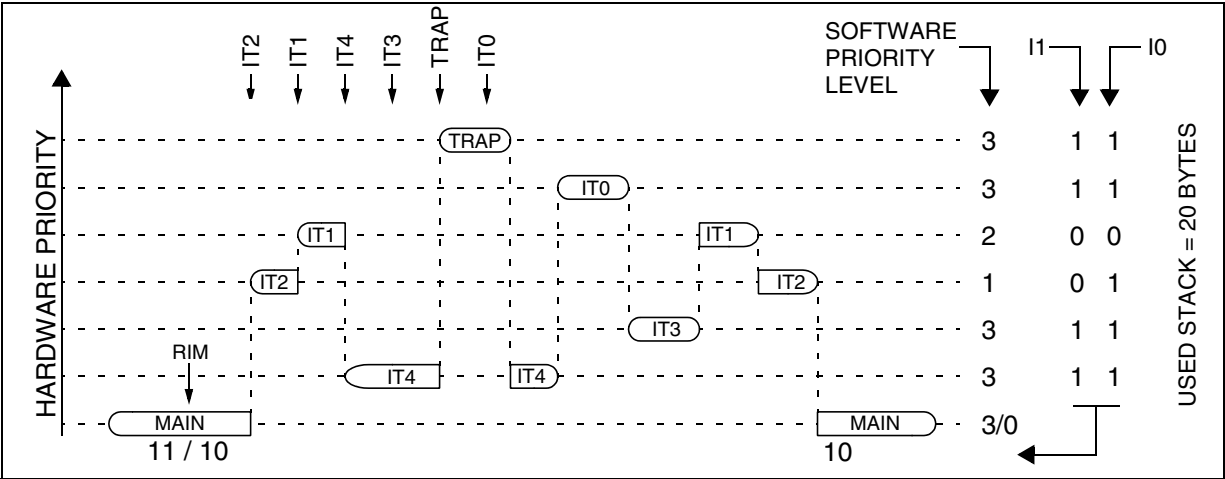 IT2
IT1
IT4
IT3
TRAP
IT0
SOFTWARE
PRIORITY
LEVEL
I1
I0
HARDWARE PRIORITY
TRAP
3
1 1
IT0
3
1 1
IT1
IT1
2
0 0
IT2
IT2
1
0 1
IT3
3
1 1
RIM
IT4
IT4
3
1 1
MAIN
MAIN
3/0
11 / 10
10
USED STACK = 20 BYTES